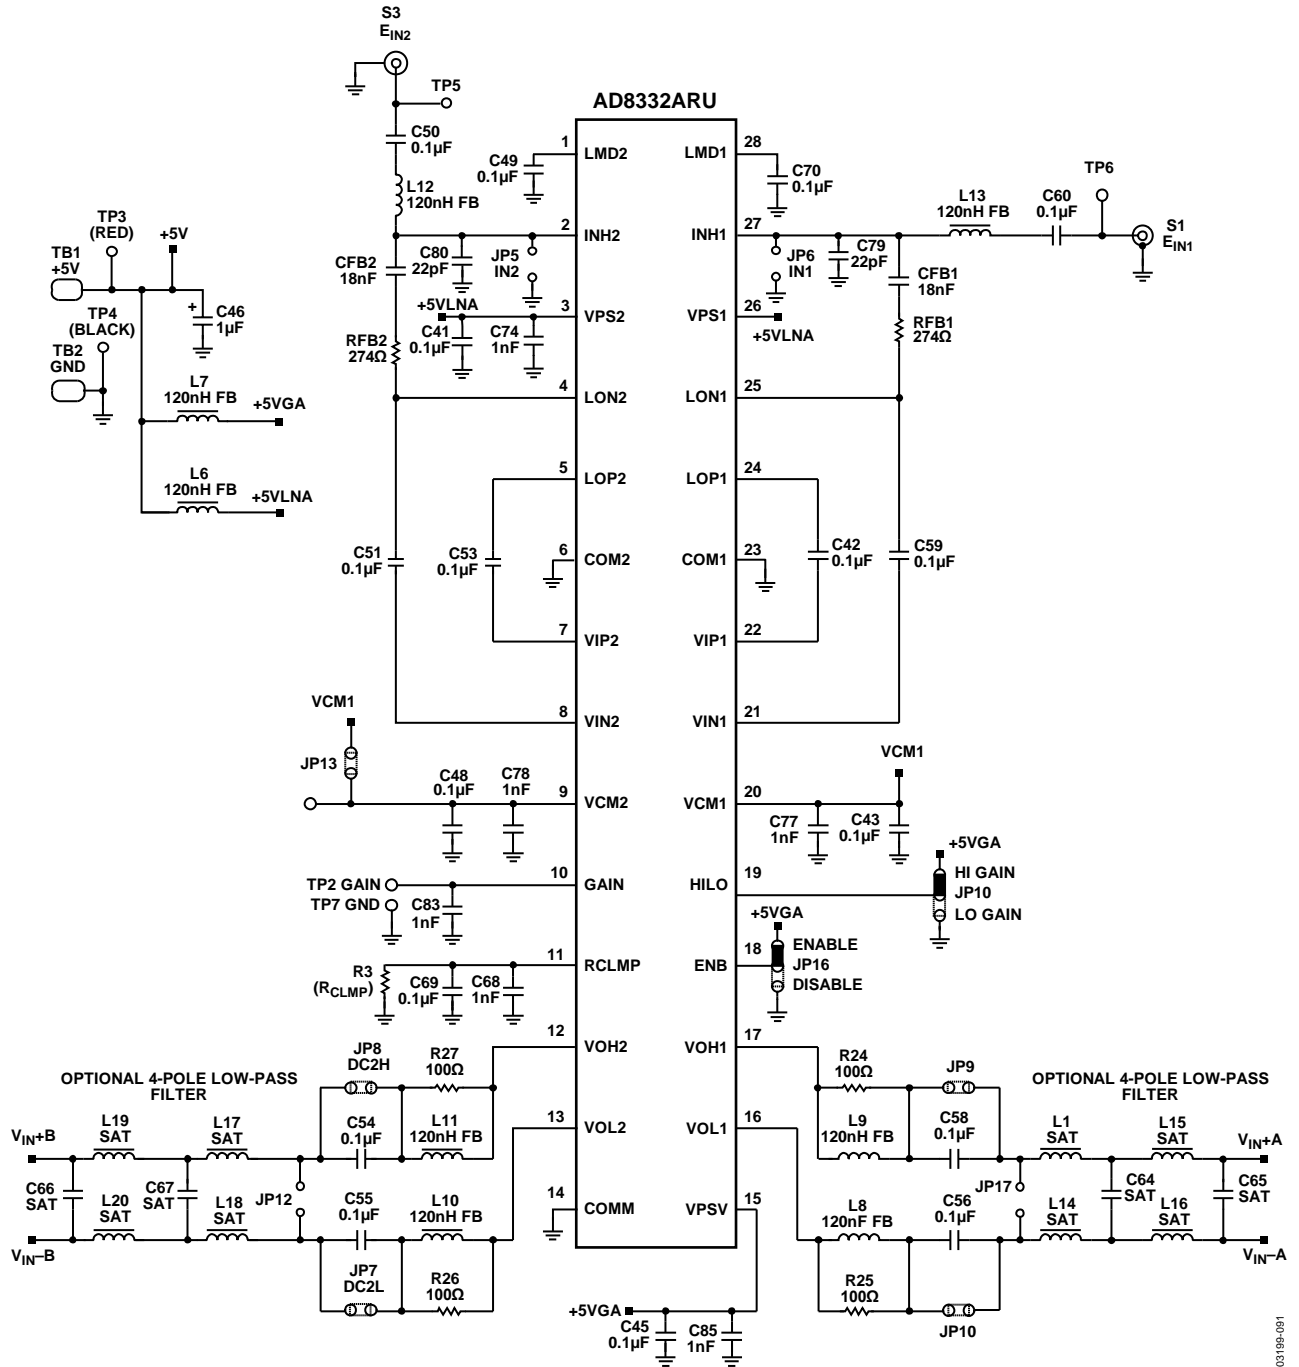 S3
E_IN2
TP5
AD8332ARU
C50
0.1µF
1
LMD2
LMD1
28
C49
0.1µF
C70
0.1µF
TP6
L12
120nH FB
L13
120nH FB
C60
0.1µF
S1
E_IN1
TP3
(RED)
+5V
TB1
+5V
2
INH2
INH1
27
CFB2
18nF
C80
22pF
JP5
IN2
JP6
IN1
C79
22pF
CFB1
18nF
TP4
(BLACK)
+
C46
1µF
TB2
GND
+5VLNA
3
VPS2
VPS1
26
+5VLNA
RFB2
274Ω
C41
0.1µF
C74
1nF
RFB1
274Ω
L7
120nH FB
+5VGA
4
LON2
LON1
25
L6
120nH FB
+5VLNA
5
LOP2
LOP1
24
C51
0.1µF
C53
0.1µF
6
COM2
COM1
23
C42
0.1µF
C59
0.1µF
7
VIP2
VIP1
22
VCM1
8
VIN2
VIN1
21
JP13
VCM1
C48
0.1µF
C78
1nF
9
VCM2
VCM1
20
C77
1nF
C43
0.1µF
+5VGA
TP2 GAIN
10
GAIN
HILO
19
HI GAIN
JP10
LO GAIN
TP7 GND
C83
1nF
+5VGA
11
RCLMP
ENB
18
ENABLE
JP16
DISABLE
R3
(R_CLMP)
C69
0.1µF
C68
1nF
12
VOH2
VOH1
17
OPTIONAL 4-POLE LOW-PASS
FILTER
JP8
DC2H
R27
100Ω
R24
100Ω
JP9
OPTIONAL 4-POLE LOW-PASS
FILTER
13
VOL2
VOL1
16
V_IN+B
L19
SAT
L17
SAT
C54
0.1µF
L11
120nH FB
L9
120nH FB
C58
0.1µF
L1
SAT
L15
SAT
V_IN+A
C66
SAT
C67
SAT
JP12
JP17
C64
SAT
C65
SAT
L20
SAT
L18
SAT
C55
0.1µF
L10
120nH FB
14
COMM
VPSV
15
L8
120nF FB
C56
0.1µF
L14
SAT
L16
SAT
V_IN–B
V_IN–A
JP7
DC2L
R26
100Ω
R25
100Ω
JP10
+5VGA
C45
0.1µF
C85
1nF
03199-091